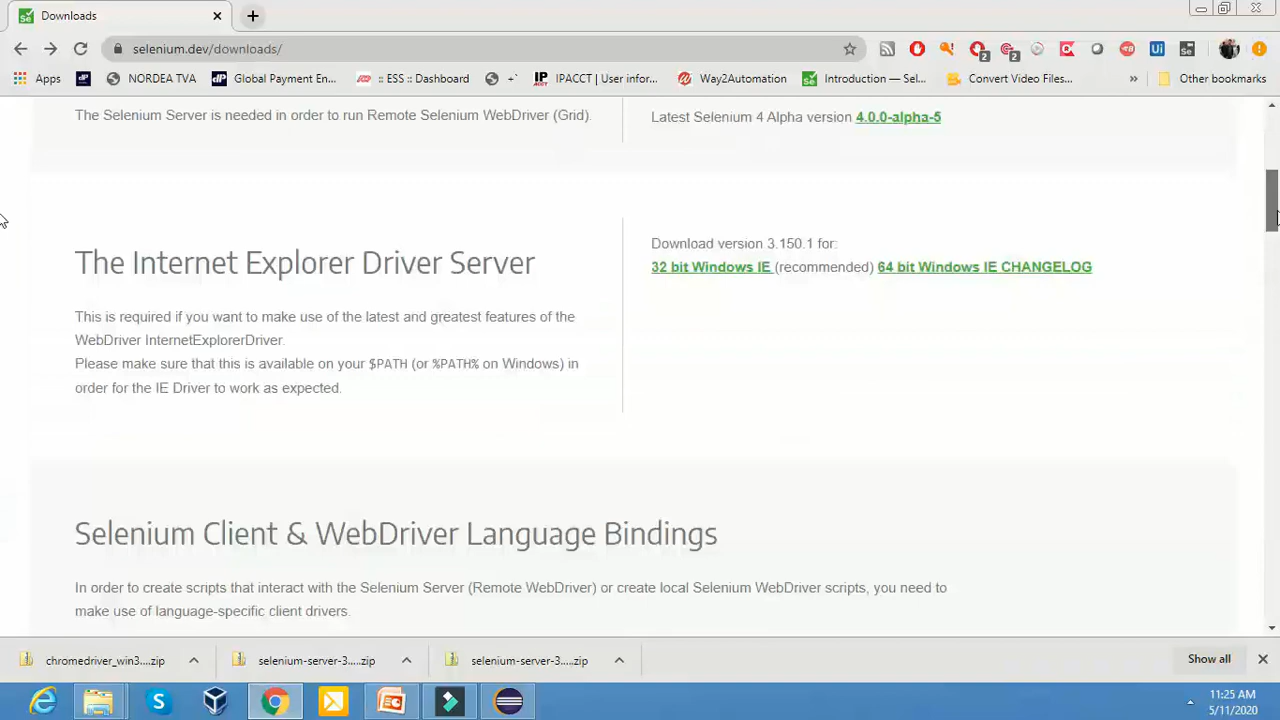 Downloads
selenium.dev/downloads/
2
2
Apps
NORDEA TVA
Global Payment En...
:: ESS :: Dashboard
IPACCT | User infor...
Way2Automation
Introduction — Sel...
Convert Video Files...
»
Other bookmarks
The Selenium Server is needed in order to run Remote Selenium WebDriver (Grid).
Latest Selenium 4 Alpha version 4.0.0-alpha-5
The Internet Explorer Driver Server
This is required if you want to make use of the latest and greatest features of the
WebDriver InternetExplorerDriver.
Please make sure that this is available on your $PATH (or %PATH% on Windows) in
order for the IE Driver to work as expected.
Download version 3.150.1 for:
32 bit Windows IE (recommended) 64 bit Windows IE CHANGELOG
Selenium Client & WebDriver Language Bindings
In order to create scripts that interact with the Selenium Server (Remote WebDriver) or create local Selenium WebDriver scripts, you need to
make use of language-specific client drivers.
chromedriver_win3....zip
selenium-server-3.....zip
selenium-server-3.....zip
Show all
11:25 AM
5/11/2020